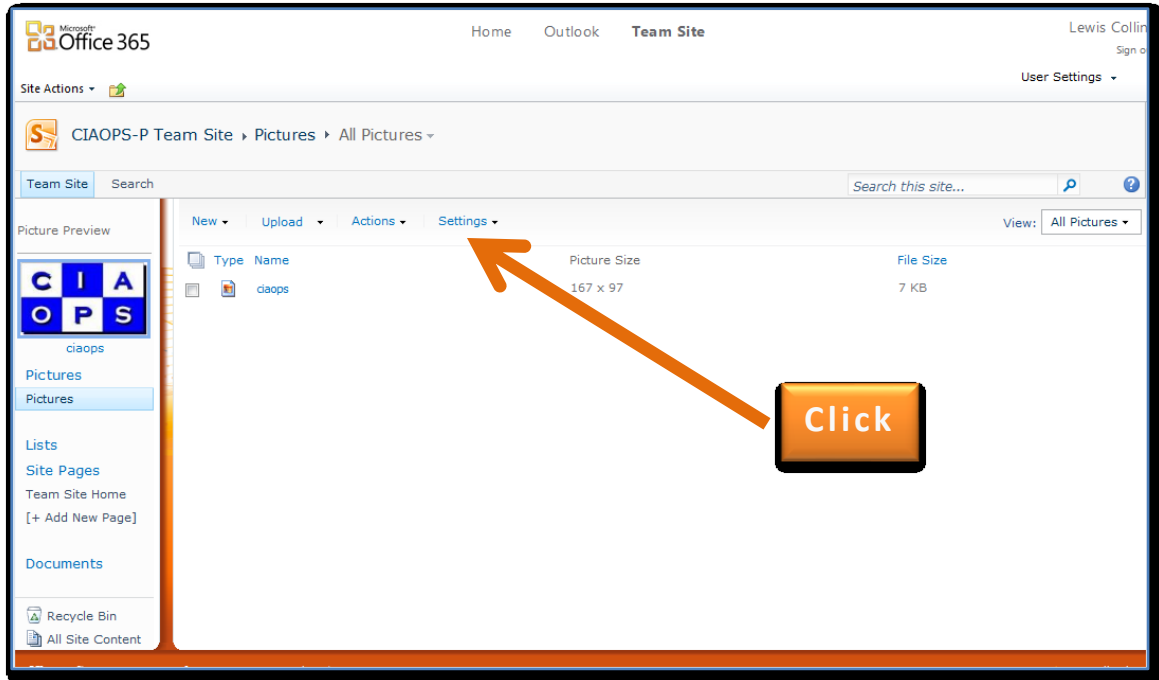 Microsoft®
Office 365
Home Outlook Team Site
Lewis Collin
Sign o
User Settings
Site Actions
CIAOPS-P Team Site Pictures All Pictures
Team Site Search
Search this site...
Picture Preview
New Upload Actions Settings
View: All Pictures
Type Name Picture Size File Size
ciaops 167 x 97 7 KB
C I A
O P S
ciaops
Pictures
Pictures
Click
Lists
Site Pages
Team Site Home
[+ Add New Page]
Documents
Recycle Bin
All Site Content